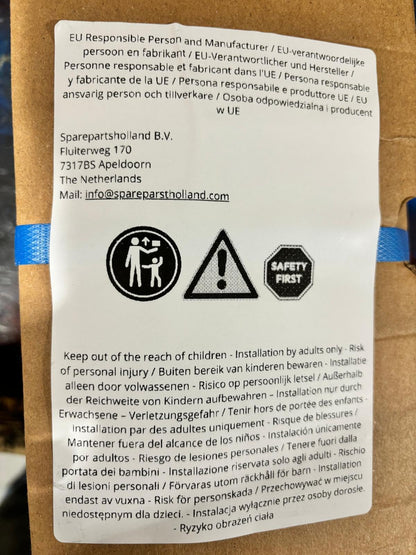 EU Responsible Person and Manufacturer / EU-verantwoordelijke
persoon en fabrikant / EU-Verantwortlicher und Hersteller /
Personne responsable et fabricant dans l'UE / Persona responsable
y fabricante de la UE / Persona responsabile e produttore UE / EU
ansvarig person och tillverkare / Osoba odpowiedzialna i producent
w UE
Sparepartsholland B.V.
Fluiterweg 170
7317BS Apeldoorn
The Netherlands
Mail: info@sparepartsholland.com
SAFETY
FIRST
Keep out of the reach of children - Installation by adults only - Risk
of personal injury / Buiten bereik van kinderen bewaren - Installatie
alleen door volwassenen - Risico op persoonlijk letsel / Außerhalb
der Reichweite von Kindern aufbewahren – Installation nur durch
Erwachsene – Verletzungsgefahr / Tenir hors de portée des enfants -
Installation par des adultes uniquement - Risque de blessures /
Mantener fuera del alcance de los niños - Instalación únicamente
por adultos - Riesgo de lesiones personales / Tenere fuori dalla
portata dei bambini - Installazione riservata solo agli adulti - Rischio
di lesioni personali / Förvaras utom räckhåll för barn - Installation
endast av vuxna - Risk för personskada / Przechowywać w miejscu
niedostępnym dla dzieci. - Instalacja wyłącznie przez osoby dorosłe.
- Ryzyko obrażeń ciała